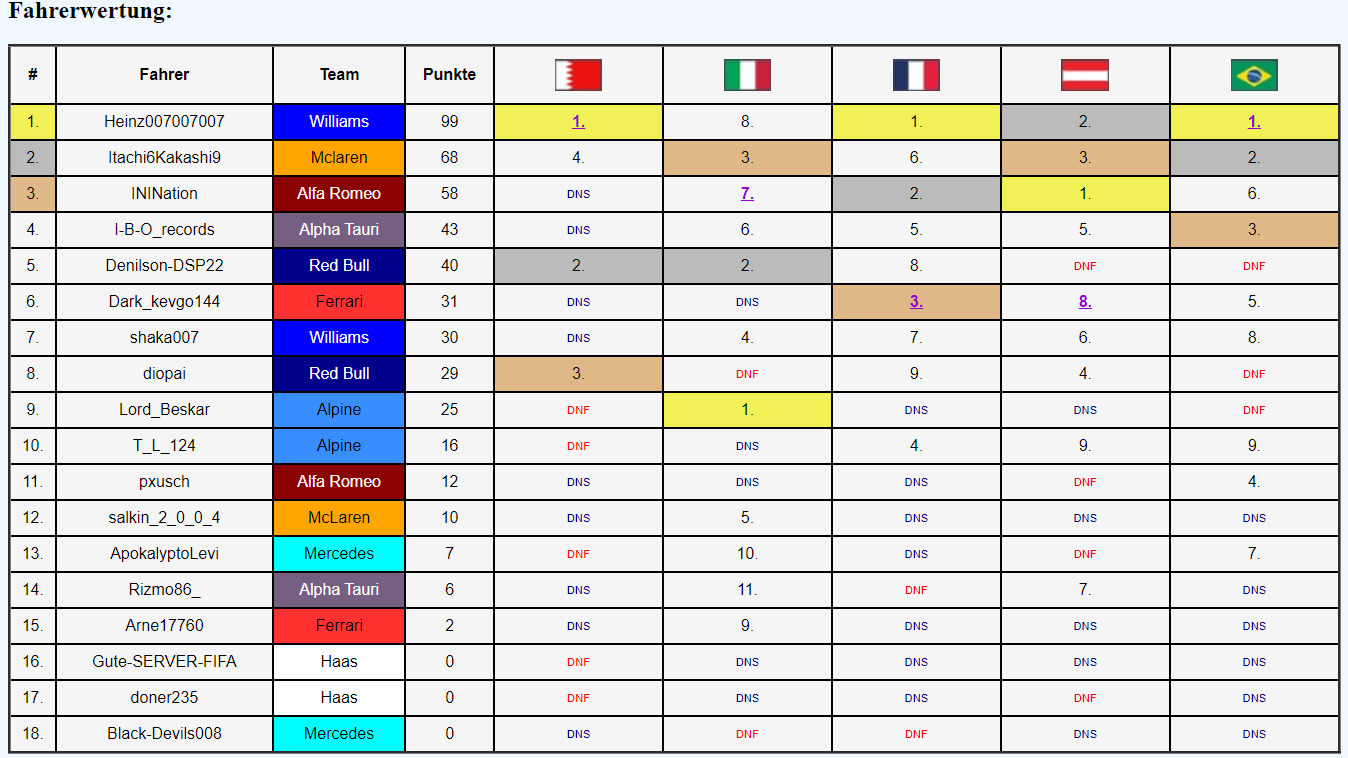 Fahrerwertung:
# Fahrer Team Punkte
1. Heinz007007007 Williams 99 1. 8. 1. 2. 1.
2. Itachi6Kakashi9 Mclaren 68 4. 3. 6. 3. 2.
3. ININation Alfa Romeo 58 DNS 7. 2. 1. 6.
4. I-B-O_records Alpha Tauri 43 DNS 6. 5. 5. 3.
5. Denilson-DSP22 Red Bull 40 2. 2. 8. DNF DNF
6. Dark_kevgo144 Ferrari 31 DNS DNS 3. 8. 5.
7. shaka007 Williams 30 DNS 4. 7. 6. 8.
8. diopai Red Bull 29 3. DNF 9. 4. DNF
9. Lord_Beskar Alpine 25 DNF 1. DNS DNS DNF
10. T_L_124 Alpine 16 DNF DNS 4. 9. 9.
11. pxusch Alfa Romeo 12 DNS DNS DNS DNF 4.
12. salkin_2_0_0_4 McLaren 10 DNS 5. DNS DNS DNS
13. ApokalyptoLevi Mercedes 7 DNF 10. DNS DNF 7.
14. Rizmo86_ Alpha Tauri 6 DNS 11. DNF 7. DNS
15. Arne17760 Ferrari 2 DNS 9. DNS DNS DNS
16. Gute-SERVER-FIFA Haas 0 DNF DNS DNS DNS DNS
17. doner235 Haas 0 DNF DNS DNS DNF DNS
18. Black-Devils008 Mercedes 0 DNS DNF DNF DNS DNS